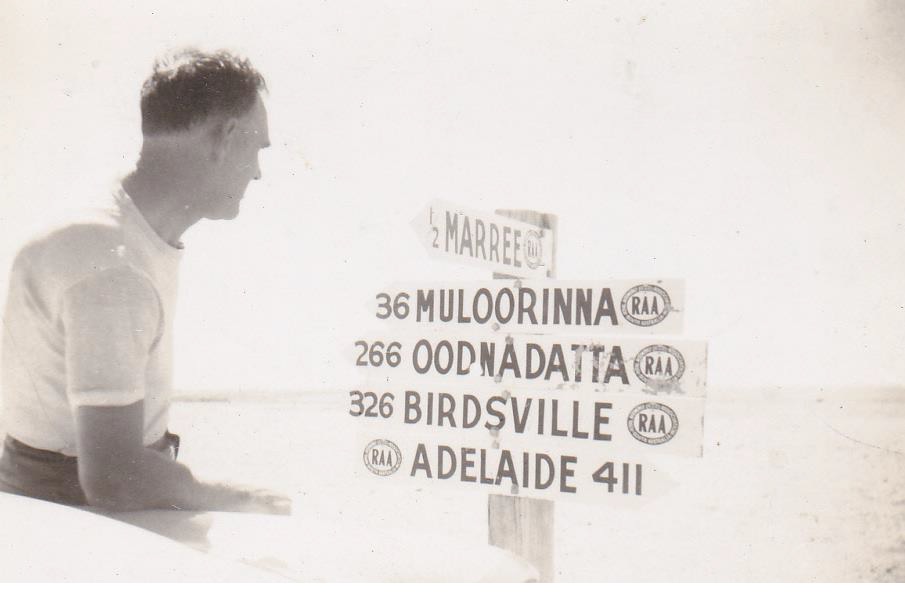 1/2 MARREE RAA
36 MULOORINNA RAA
266 OODNADATTA RAA
326 BIRDSVILLE RAA
RAA ADELAIDE 411